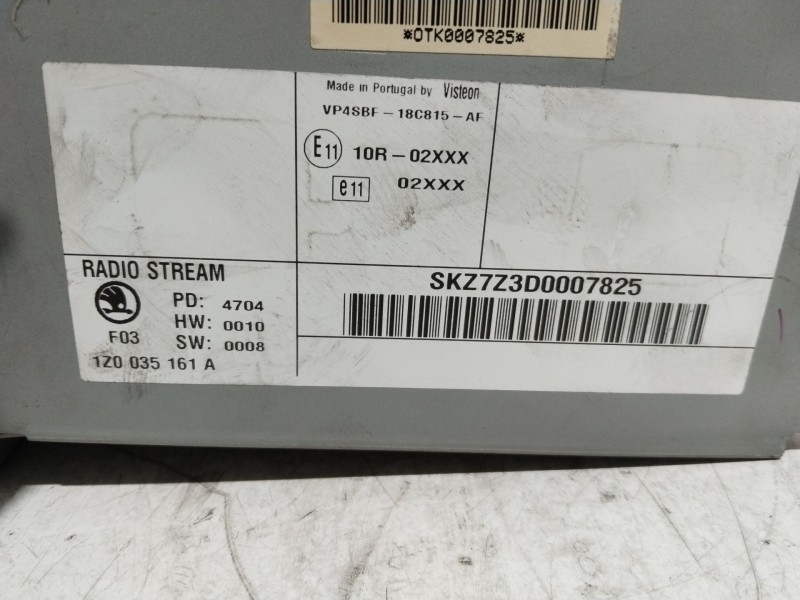 *OTK0007825*
Made in Portugal by Visteon
VP4SBF-18C815-AF
E11 10R-02XXX
e11 02XXX
RADIO STREAM
PD: 4704
HW: 0010
F03 SW: 0008
1Z0 035 161 A
SKZ7Z3D0007825